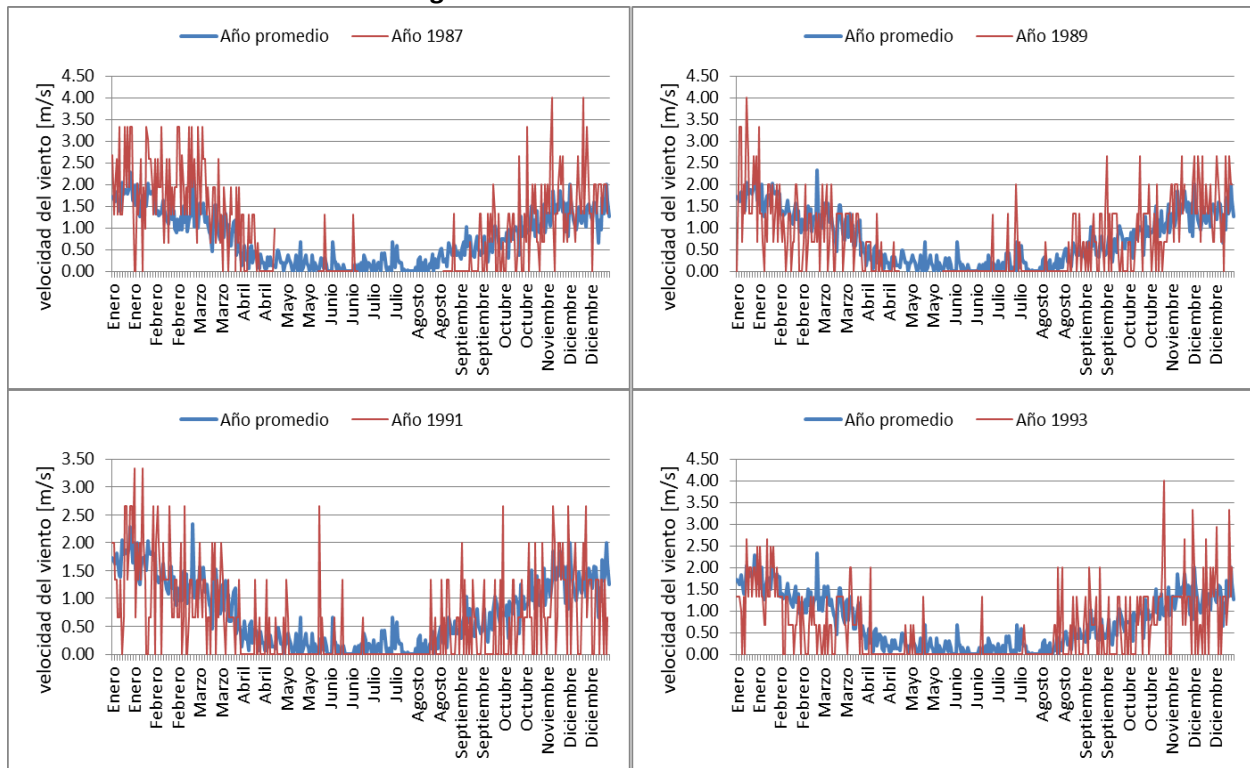 Año promedio Año 1987
velocidad del viento [m/s]
4.50
4.00
3.50
3.00
2.50
2.00
1.50
1.00
0.50
0.00
Enero
Enero
Febrero
Febrero
Marzo
Marzo
Abril
Abril
Mayo
Mayo
Junio
Junio
Julio
Julio
Agosto
Agosto
Septiembre
Septiembre
Octubre
Octubre
Noviembre
Diciembre
Diciembre
Año promedio Año 1989
velocidad del viento [m/s]
4.50
4.00
3.50
3.00
2.50
2.00
1.50
1.00
0.50
0.00
Enero
Enero
Febrero
Febrero
Marzo
Marzo
Abril
Abril
Mayo
Mayo
Junio
Junio
Julio
Julio
Agosto
Agosto
Septiembre
Septiembre
Octubre
Octubre
Noviembre
Diciembre
Diciembre
Año promedio Año 1991
velocidad del viento [m/s]
3.50
3.00
2.50
2.00
1.50
1.00
0.50
0.00
Enero
Enero
Febrero
Febrero
Marzo
Marzo
Abril
Abril
Mayo
Mayo
Junio
Junio
Julio
Julio
Agosto
Agosto
Septiembre
Septiembre
Octubre
Octubre
Noviembre
Diciembre
Diciembre
Año promedio Año 1993
velocidad del viento [m/s]
4.50
4.00
3.50
3.00
2.50
2.00
1.50
1.00
0.50
0.00
Enero
Enero
Febrero
Febrero
Marzo
Marzo
Abril
Abril
Mayo
Mayo
Junio
Junio
Julio
Julio
Agosto
Agosto
Septiembre
Septiembre
Octubre
Octubre
Noviembre
Diciembre
Diciembre